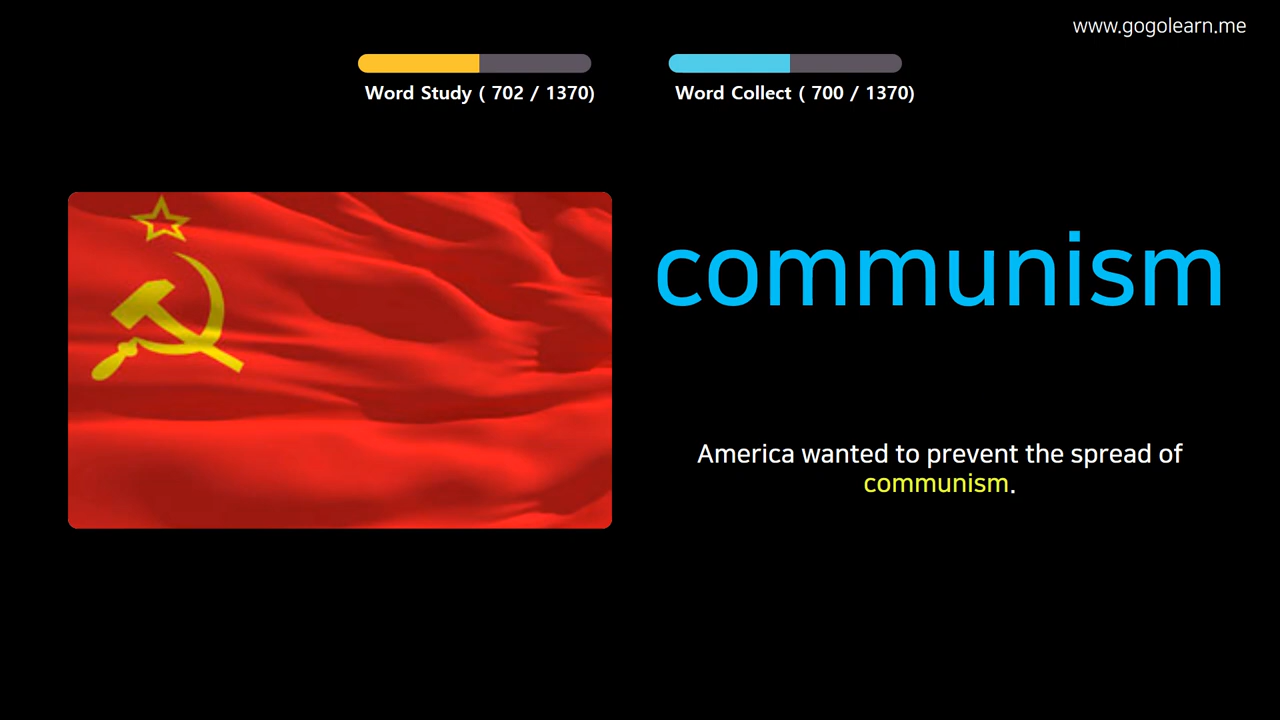 www.gogolearn.me
Word Study ( 702 / 1370)
Word Collect ( 700 / 1370)
communism
America wanted to prevent the spread of
communism.